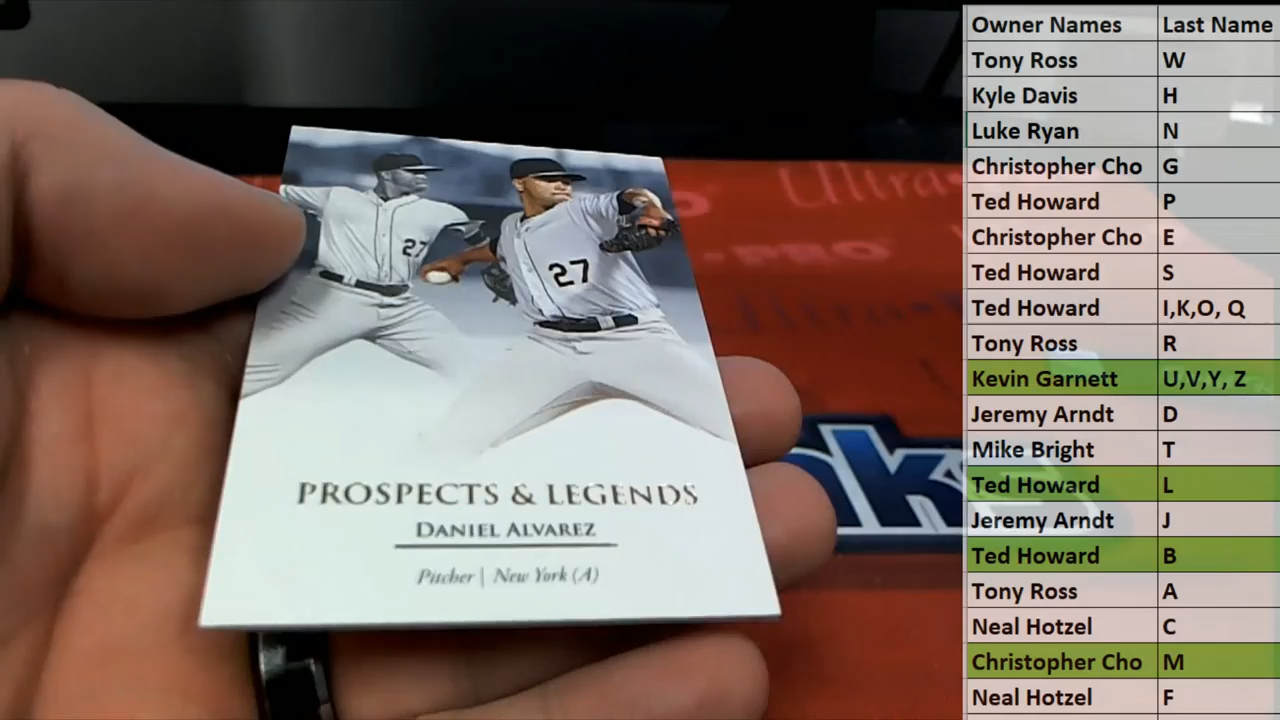 27
27
PROSPECTS & LEGENDS
DANIEL ALVAREZ
Pitcher | New York (A)
Ultra
-PRO
Owner Names Last Name
Tony Ross W
Kyle Davis H
Luke Ryan N
Christopher Cho G
Ted Howard P
Christopher Cho E
Ted Howard S
Ted Howard I,K,O, Q
Tony Ross R
Kevin Garnett U,V,Y, Z
Jeremy Arndt D
Mike Bright T
Ted Howard L
Jeremy Arndt J
Ted Howard B
Tony Ross A
Neal Hotzel C
Christopher Cho M
Neal Hotzel F